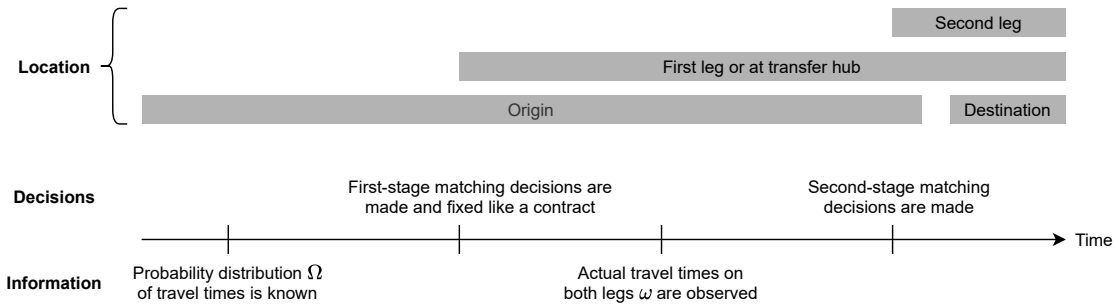 Second leg
Location
First leg or at transfer hub
Origin
Destination
Decisions
First-stage matching decisions are
made and fixed like a contract
Second-stage matching
decisions are made
Time
Information
Probability distribution Ω
of travel times is known
Actual travel times on
both legs ω are observed